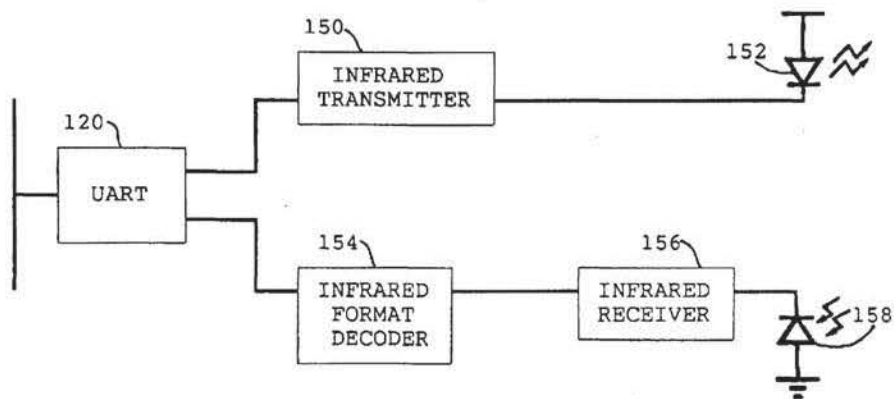 150
INFRARED
TRANSMITTER
152
120
UART
154
INFRARED
FORMAT
DECODER
156
INFRARED
RECEIVER
158